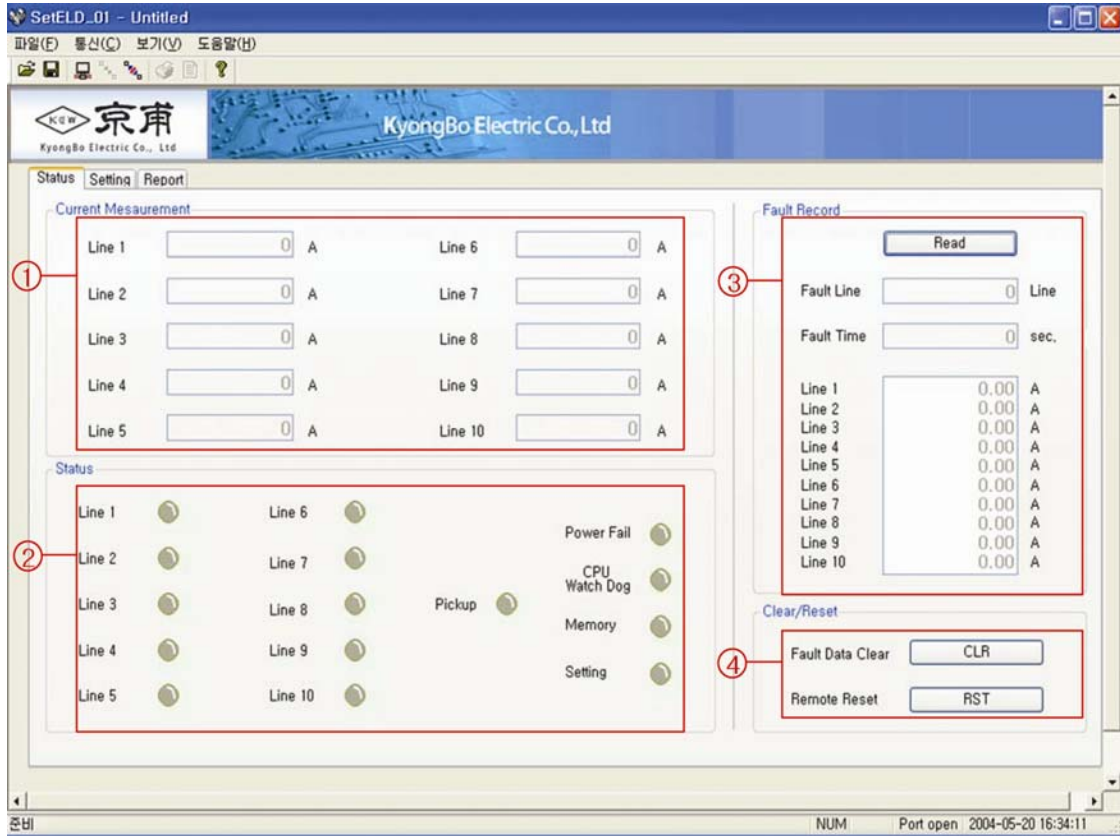 SetELD_01 - Untitled
파일(F) 통신(C) 보기(V) 도움말(H)
KEW 京甫
KyongBo Electric Co., Ltd
KyongBo Electric Co., Ltd
Status Setting Report
Current Mesaurement
①
Line 1 0 A Line 6 0 A
Line 2 0 A Line 7 0 A
Line 3 0 A Line 8 0 A
Line 4 0 A Line 9 0 A
Line 5 0 A Line 10 0 A
Status
②
Line 1 Line 6
Line 2 Line 7
Line 3 Line 8
Line 4 Line 9
Line 5 Line 10
Pickup
Power Fail
CPU
Watch Dog
Memory
Setting
Fault Record
③
Read
Fault Line 0 Line
Fault Time 0 sec.
Line 1 0.00 A
Line 2 0.00 A
Line 3 0.00 A
Line 4 0.00 A
Line 5 0.00 A
Line 6 0.00 A
Line 7 0.00 A
Line 8 0.00 A
Line 9 0.00 A
Line 10 0.00 A
Clear/Reset
④
Fault Data Clear CLR
Remote Reset RST
준비 NUM Port open 2004-05-20 16:34:11